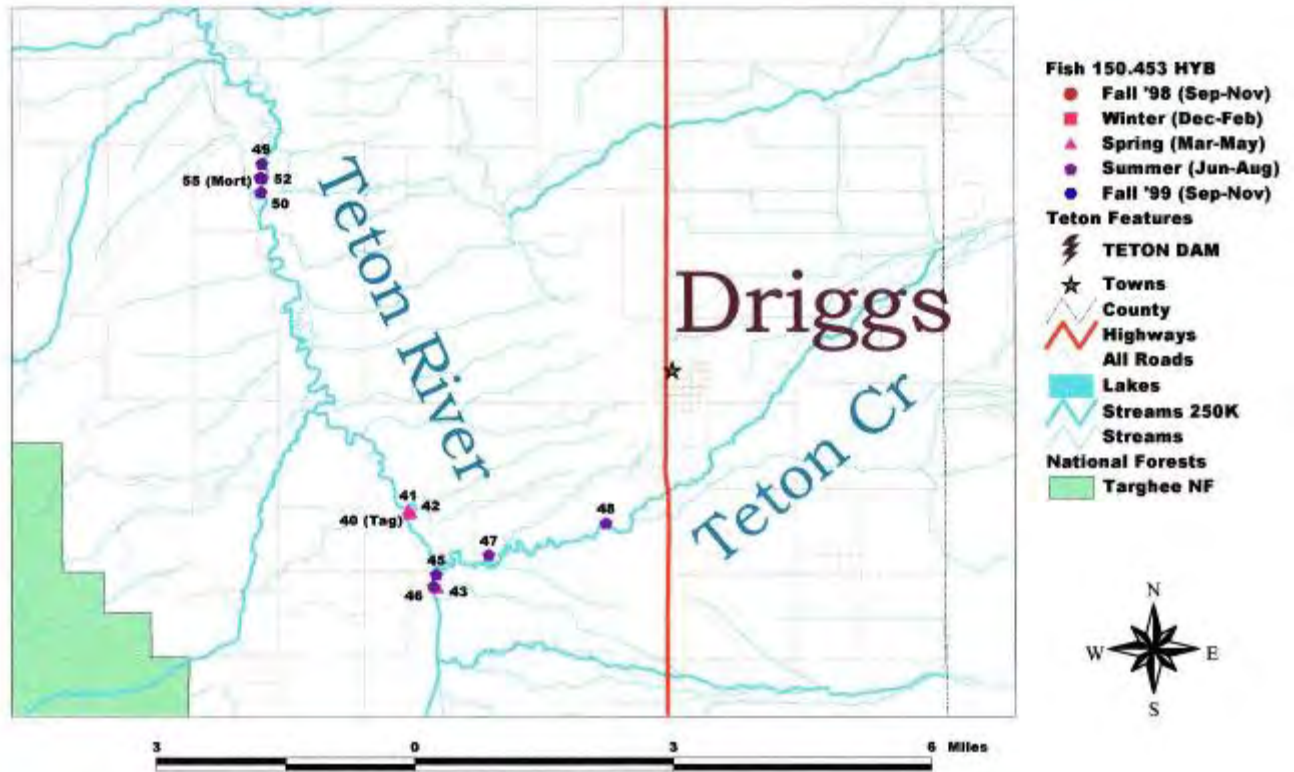 49
55 (Mort) 52
50
Teton River
Driggs
Teton Cr
41
42
40 (Tag)
48
47
45
46 43
Fish 150.453 HYB
Fall '98 (Sep-Nov)
Winter (Dec-Feb)
Spring (Mar-May)
Summer (Jun-Aug)
Fall '99 (Sep-Nov)
Teton Features
TETON DAM
Towns
County
Highways
All Roads
Lakes
Streams 250K
Streams
National Forests
Targhee NF
N
W E
S
3 0 3 6 Miles